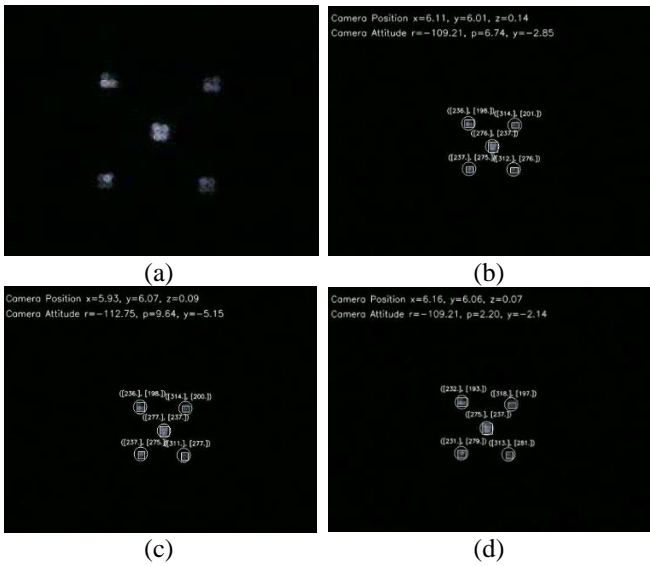 Camera Position x=6.11, y=6.01, z=0.14
Camera Attitude r=-109.21, p=6.74, y=-2.85
([236.], [198.]) ([314.], [201.])
([276.], [237.])
([237.], [275.]) ([312.], [276.])
(a)
(b)
Camera Position x=5.93, y=6.07, z=0.09
Camera Attitude r=-112.75, p=9.64, y=-5.15
([236.], [198.]) ([314.], [200.])
([277.], [237.])
([237.], [275.]) ([311.], [277.])
Camera Position x=6.16, y=6.06, z=0.07
Camera Attitude r=-109.21, p=2.20, y=-2.14
([232.], [193.]) ([318.], [197.])
([275.], [237.])
([231.], [279.]) ([313.], [281.])
(c)
(d)